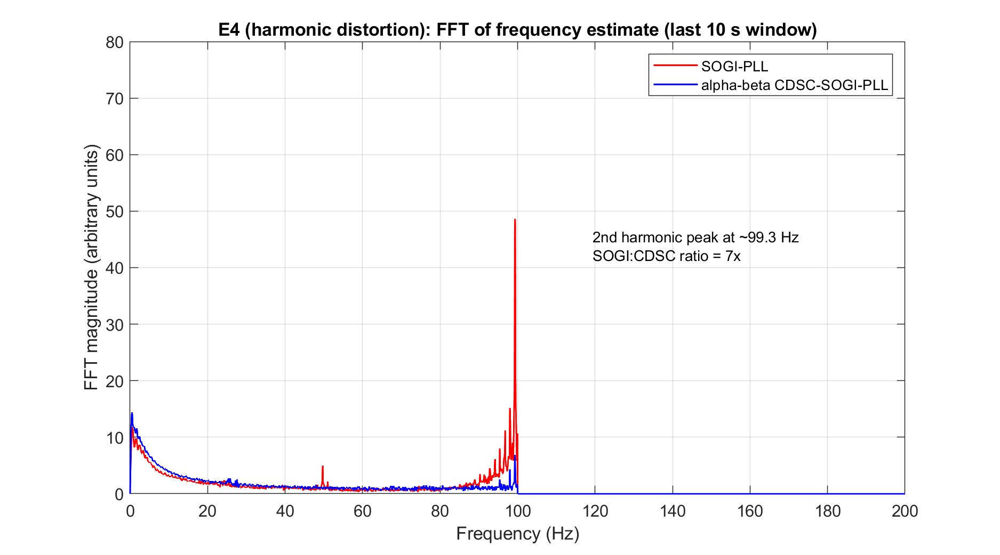 E4 (harmonic distortion): FFT of frequency estimate (last 10 s window)
80
70
60
50
40
30
20
10
0
FFT magnitude (arbitrary units)
SOGI-PLL
alpha-beta CDSC-SOGI-PLL
2nd harmonic peak at ~99.3 Hz
SOGI:CDSC ratio = 7x
0 20 40 60 80 100 120 140 160 180 200
Frequency (Hz)